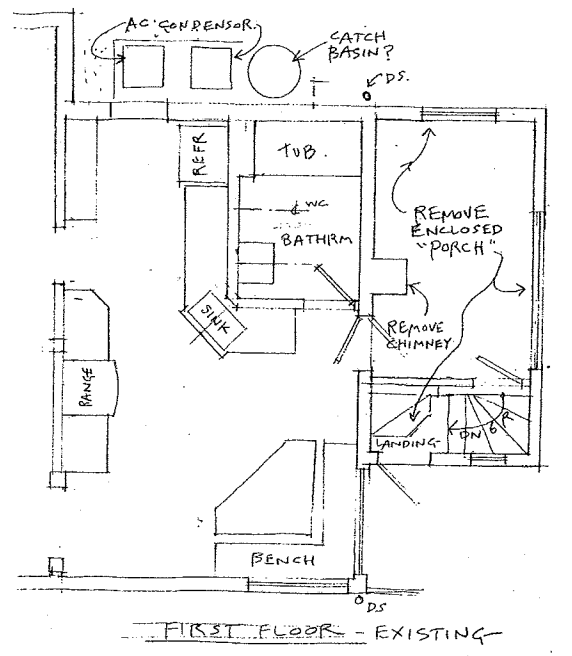 AC CONDENSOR
CATCH
BASIN?
DS.
REFR
TUB.
WC
BATHRM
REMOVE
ENCLOSED
"PORCH"
SINK
REMOVE
CHIMNEY
RANGE
LANDING
DN 6 R
BENCH
DS
FIRST FLOOR - EXISTING